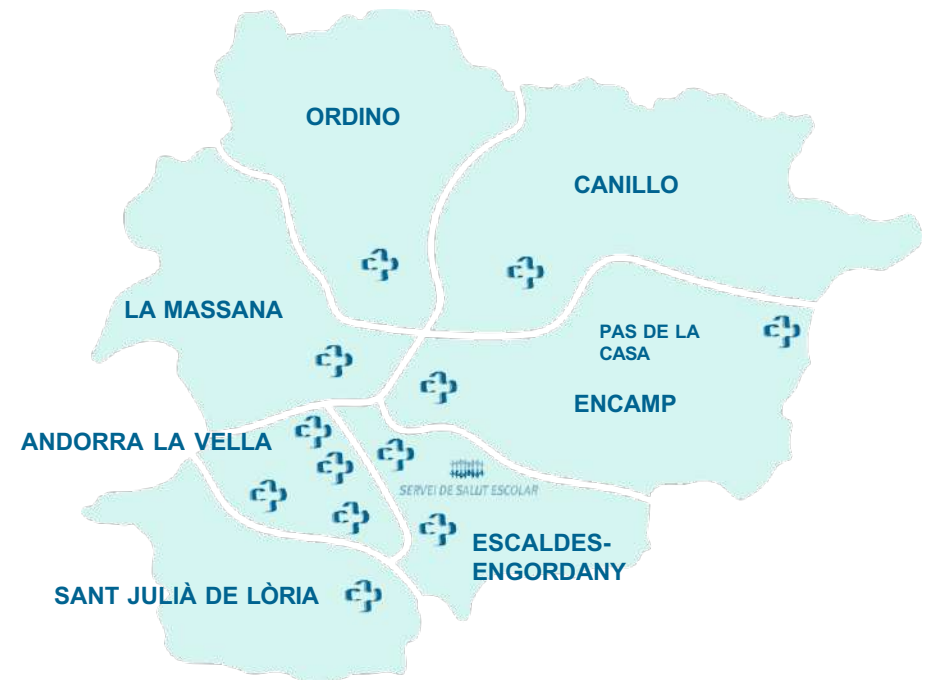 ORDINO
CANILLO
LA MASSANA
PAS DE LA
CASA
ENCAMP
ANDORRA LA VELLA
SERVEI DE SALUT ESCOLAR
ESCALDES-
ENGORDANY
SANT JULIÀ DE LÒRIA